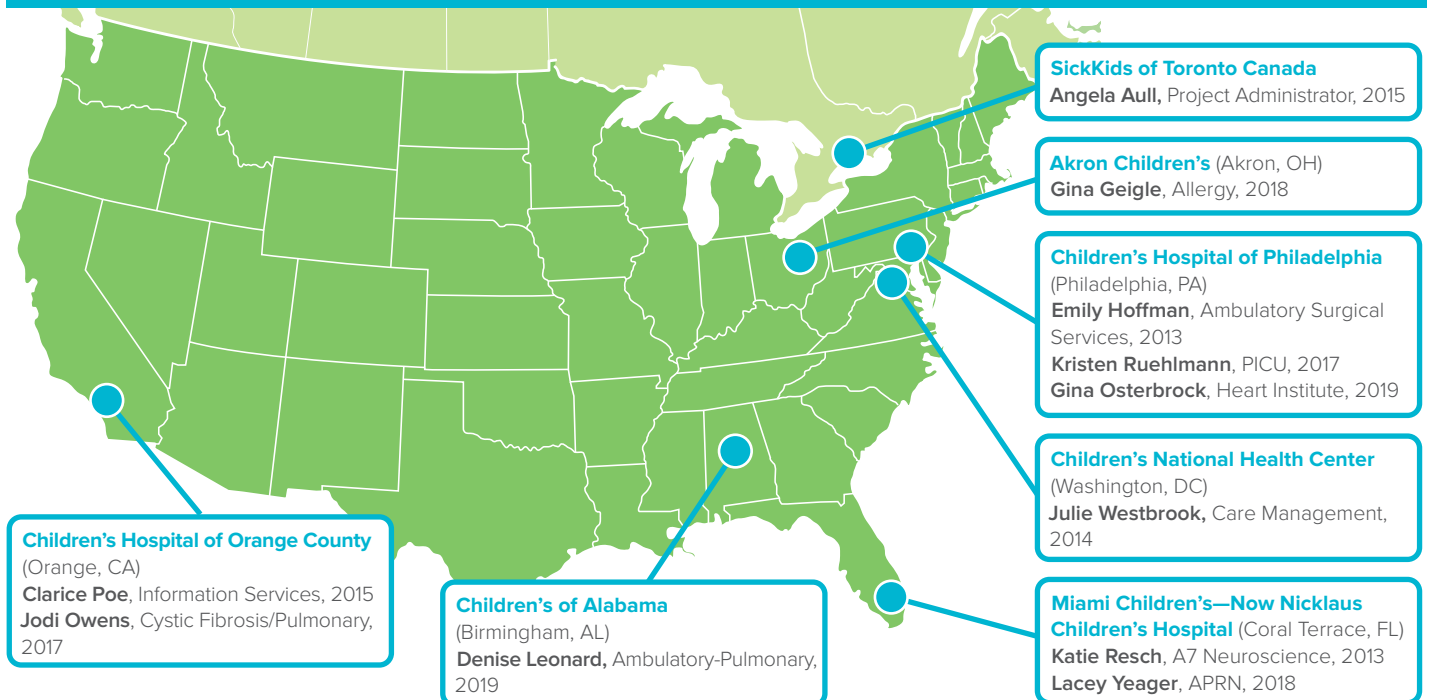 SickKids of Toronto Canada
Angela Aull, Project Administrator, 2015
Akron Children's (Akron, OH)
Gina Geigle, Allergy, 2018
Children's Hospital of Philadelphia
(Philadelphia, PA)
Emily Hoffman, Ambulatory Surgical
Services, 2013
Kristen Ruehlmann, PICU, 2017
Gina Osterbrock, Heart Institute, 2019
Children's National Health Center
(Washington, DC)
Julie Westbrook, Care Management,
2014
Miami Children's—Now Nicklaus
Children's Hospital (Coral Terrace, FL)
Katie Resch, A7 Neuroscience, 2013
Lacey Yeager, APRN, 2018
Children's of Alabama
(Birmingham, AL)
Denise Leonard, Ambulatory-Pulmonary,
2019
Children's Hospital of Orange County
(Orange, CA)
Clarice Poe, Information Services, 2015
Jodi Owens, Cystic Fibrosis/Pulmonary,
2017